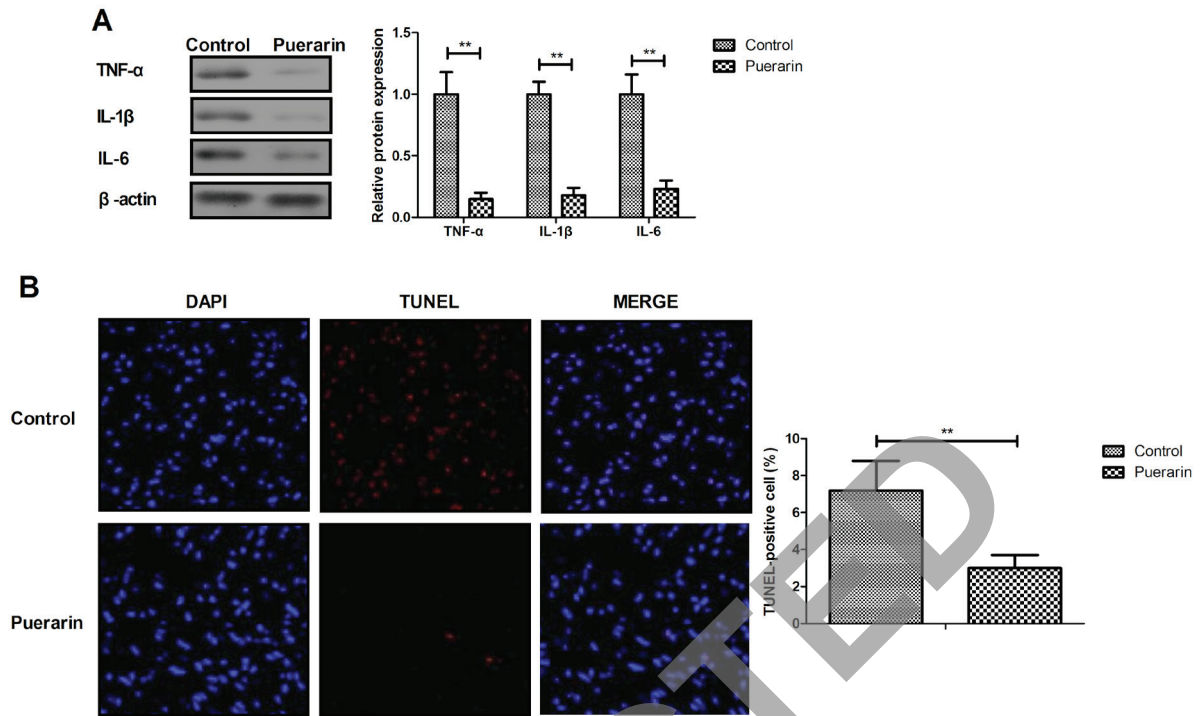 A
Control Puerarin
TNF-α
IL-1β
IL-6
β -actin
Relative protein expression
1.5
1.0
0.5
0.0
**
**
**
TNF-α IL-1β IL-6
Control
Puerarin
B
DAPI TUNEL MERGE
Control
Puerarin
TUNEL-positive cell (%)
10
8
6
4
2
0
**
Control
Puerarin
TED